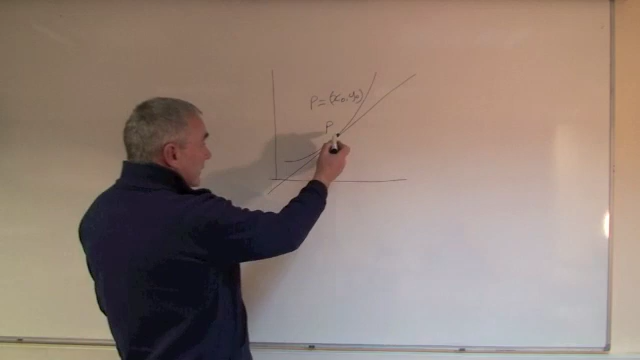 P = (x₀, y₀)
P